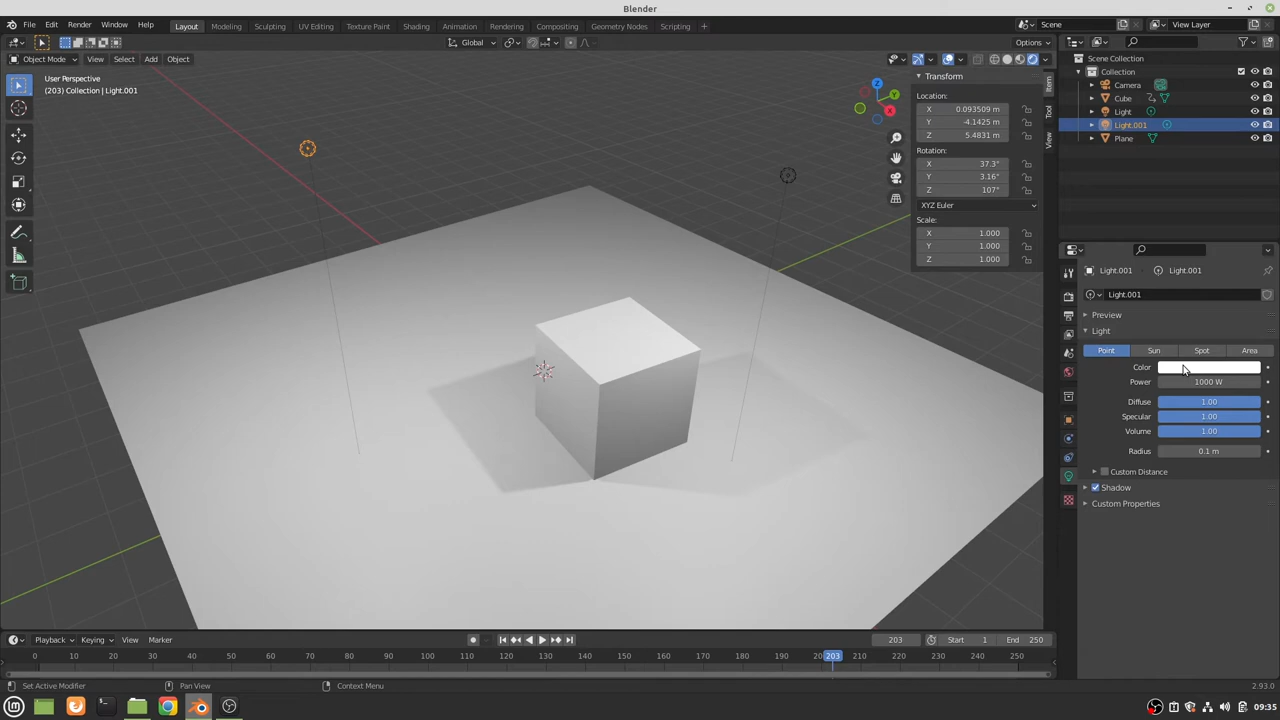 Blender
File Edit Render Window Help Layout Modeling Sculpting UV Editing Texture Paint Shading Animation Rendering Compositing Geometry Nodes Scripting + Scene View Layer
Global Options
Object Mode View Select Add Object
User Perspective
(203) Collection | Light.001
Transform
Location:
X 0.093509 m
Y -4.1425 m
Z 5.4831 m
Rotation:
X 37.3°
Y 3.16°
Z 107°
XYZ Euler
Scale:
X 1.000
Y 1.000
Z 1.000
Item
Tool
View
Z
Y
X
Scene Collection
Collection
Camera
Cube
Light
Light.001
Plane
Light.001 Light.001
Light.001
Preview
Light
Point Sun Spot Area
Color
Power 1000 W
Diffuse 1.00
Specular 1.00
Volume 1.00
Radius 0.1 m
Custom Distance
Shadow
Custom Properties
Playback Keying View Marker 203 Start 1 End 250
0 10 20 30 40 50 60 70 80 90 100 110 120 130 140 150 160 170 180 190 203 210 220 230 240 250
Set Active Modifier Pan View Context Menu 2.93.0
09:35